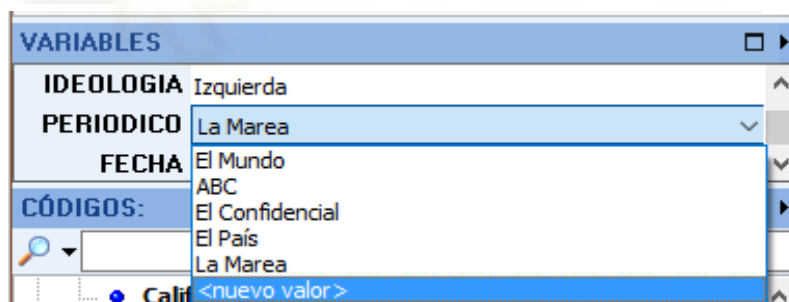 VARIABLES
IDEOLOGIA Izquierda
PERIODICO La Marea
FECHA El Mundo
ABC
CÓDIGOS: El Confidencial
El País
La Marea
Calif <nuevo valor>